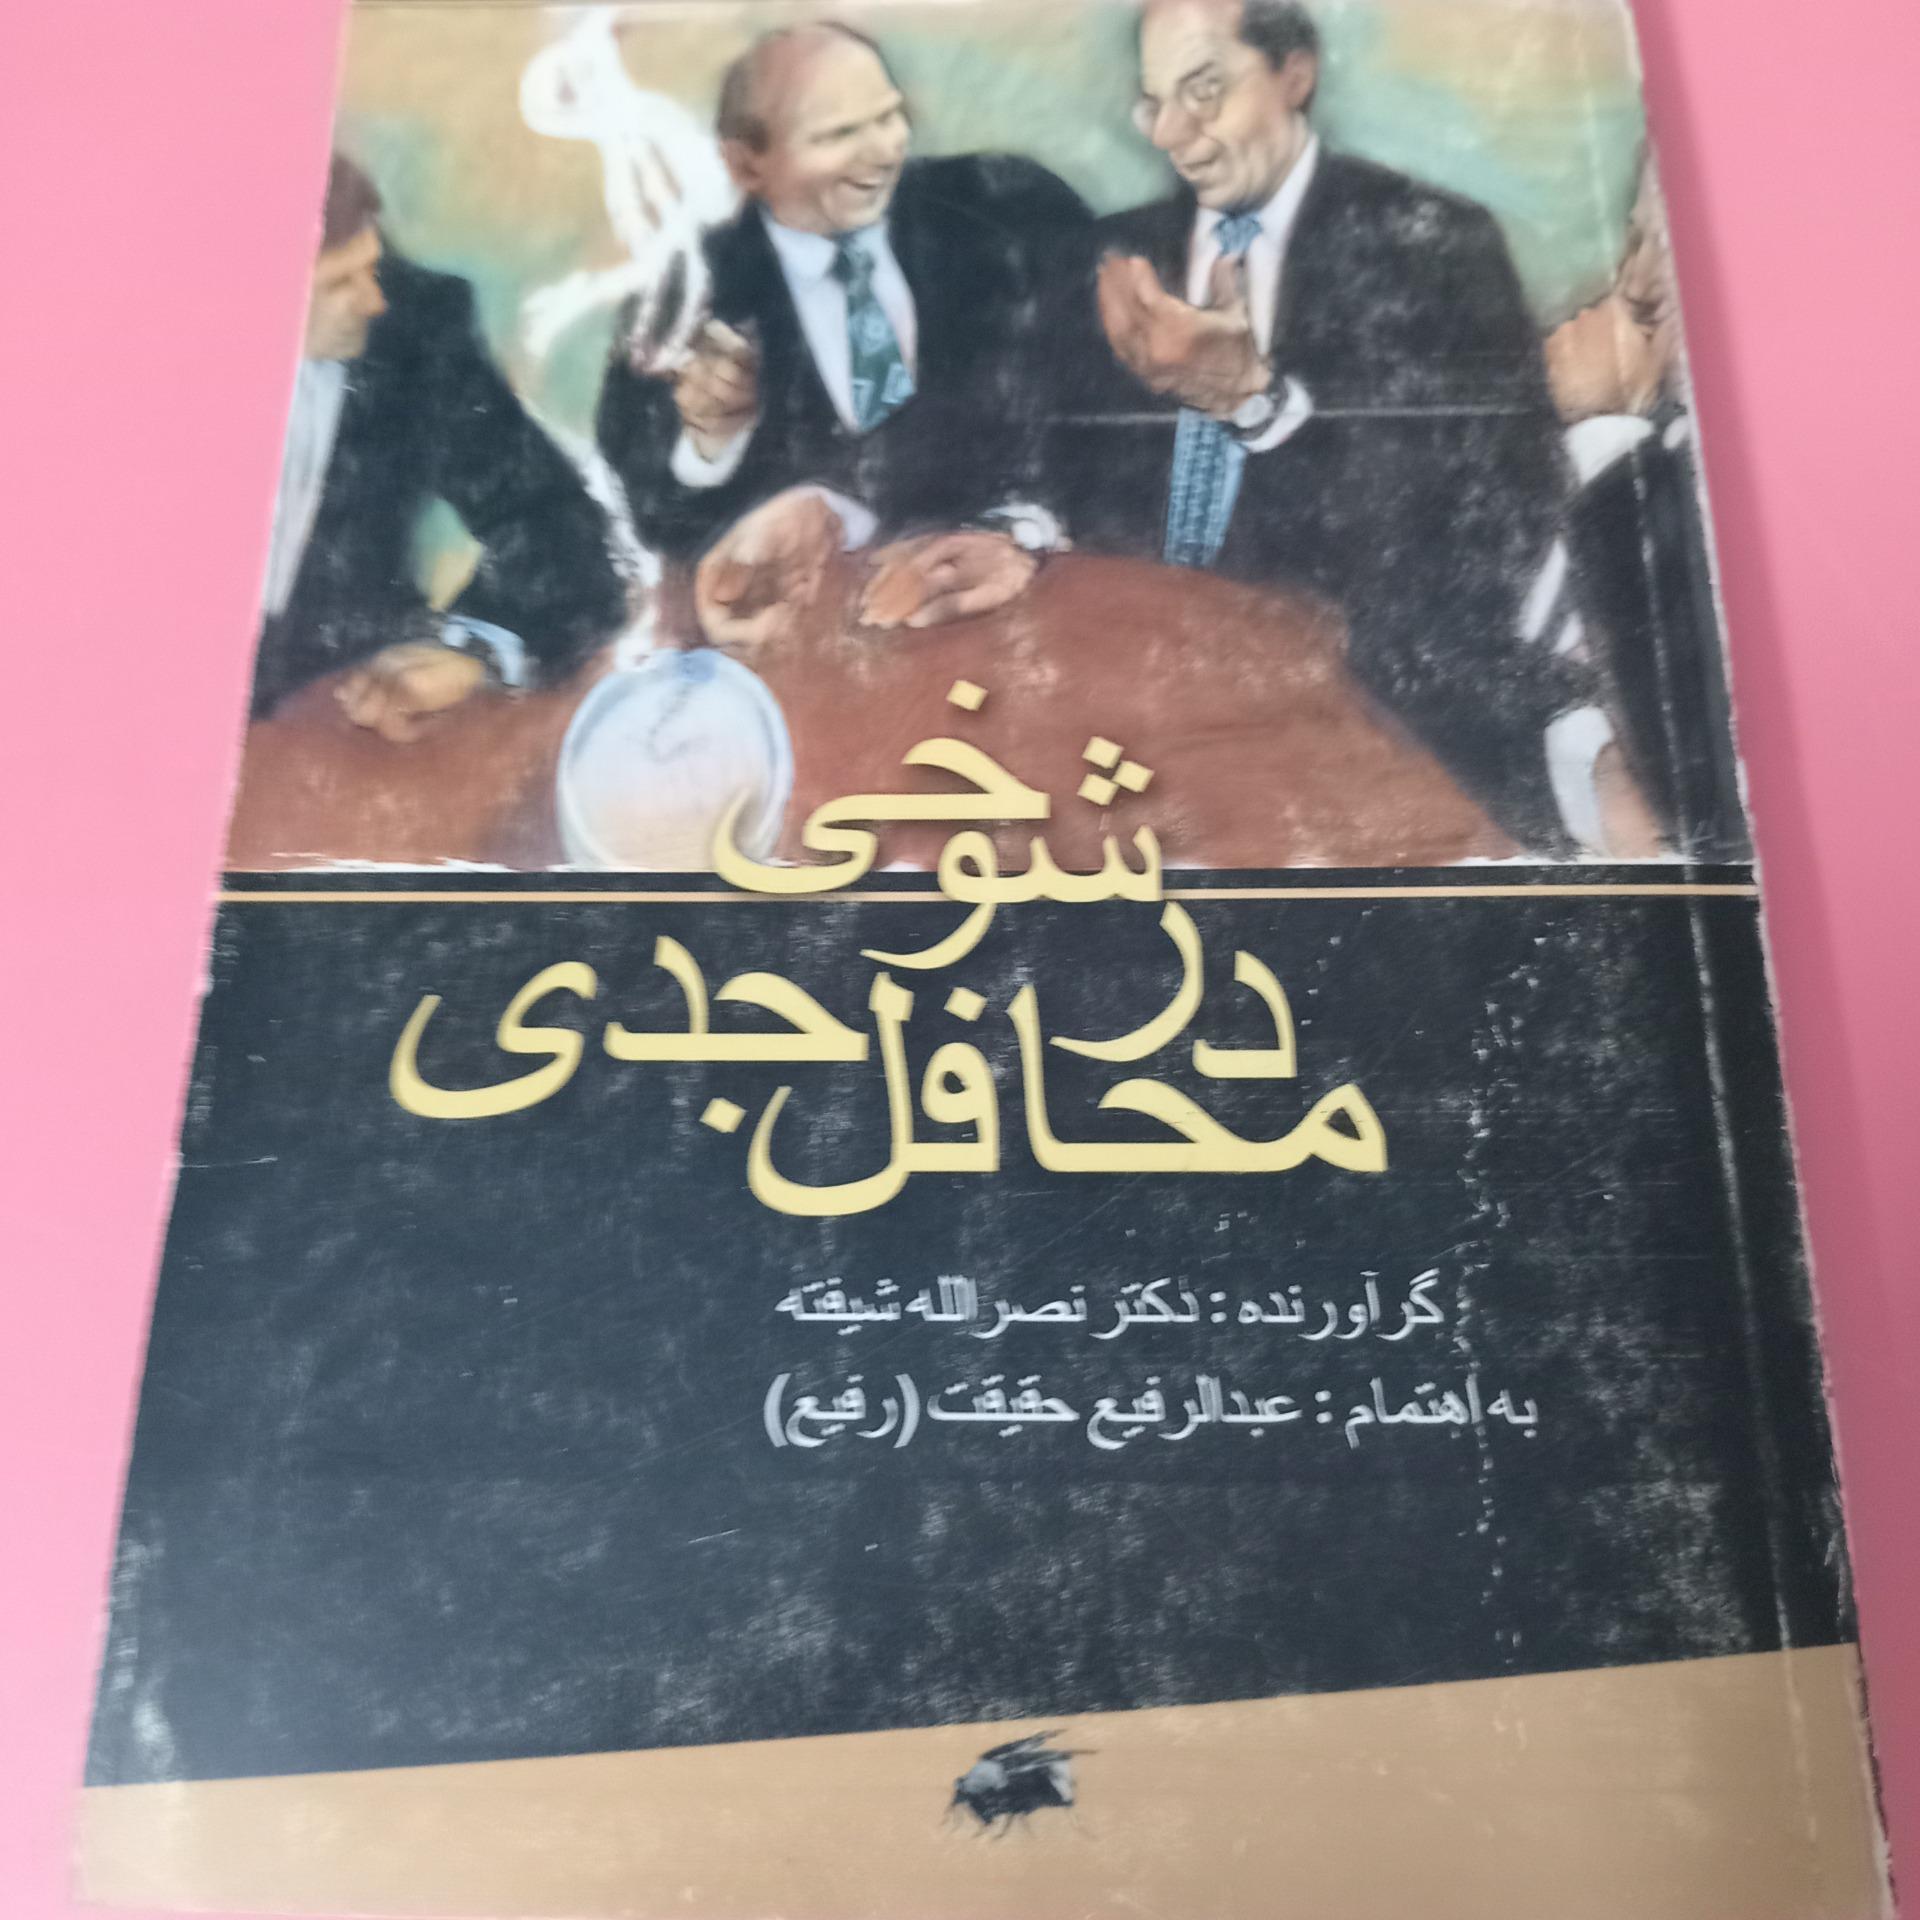 شوخی
در
محافل جدی
گرآورنده : دکتر نصرالله شیفته
به اهتمام : عبدالرفیع حقیقت (رفیع)